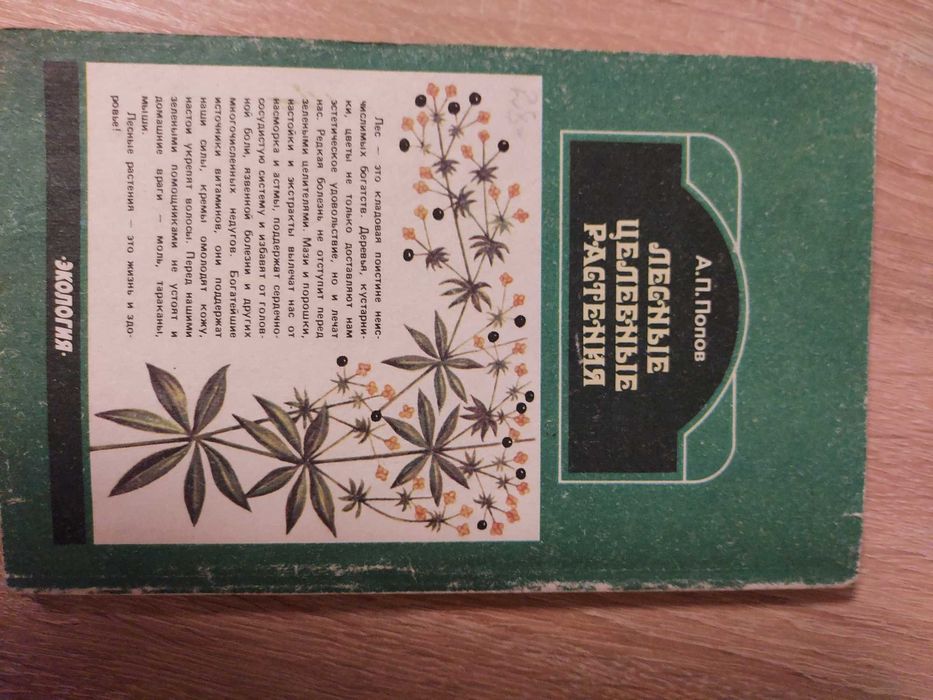 А.П.Попов
ЛЕСНЫЕ
ЦЕЛЕБНЫЕ
РАСТЕНИЯ
Лес — это кладовая поистине неис-
числимых богатств. Деревья, кустарни-
ки, цветы не только доставляют нам
эстетическое удовольствие, но и лечат
нас. Редкая болезнь не отступит перед
зелеными целителями. Мази и порошки,
настойки и экстракты вылечат нас от
насморка и астмы, поддержат сердечно-
сосудистую систему и избавят от голов-
ной боли, язвенной болезни и других
многочисленных недугов. Богатейшие
источники витаминов, они поддержат
наши силы, кремы омолодят кожу,
настои укрепят волосы. Перед нашими
зелеными помощниками не устоят и
домашние враги — моль, тараканы,
мыши.
Лесные растения — это жизнь и здо-
ровье!
·ЭКОЛОГИЯ·